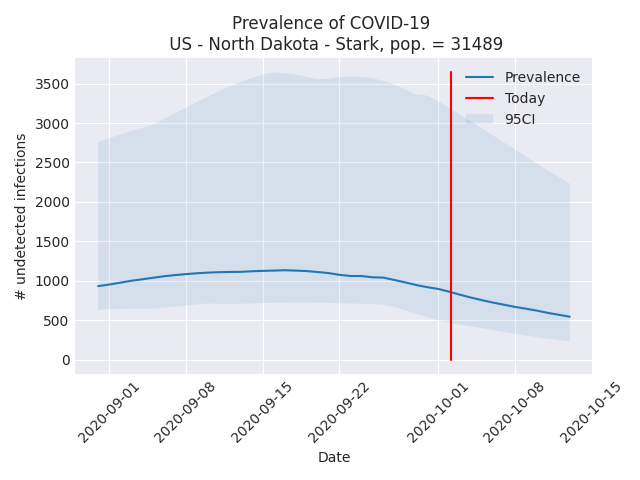 Prevalence of COVID-19
US - North Dakota - Stark, pop. = 31489
# undetected infections
3500
3000
2500
2000
1500
1000
500
0
Prevalence
Today
95CI
2020-09-01
2020-09-08
2020-09-15
2020-09-22
2020-10-01
2020-10-08
2020-10-15
Date